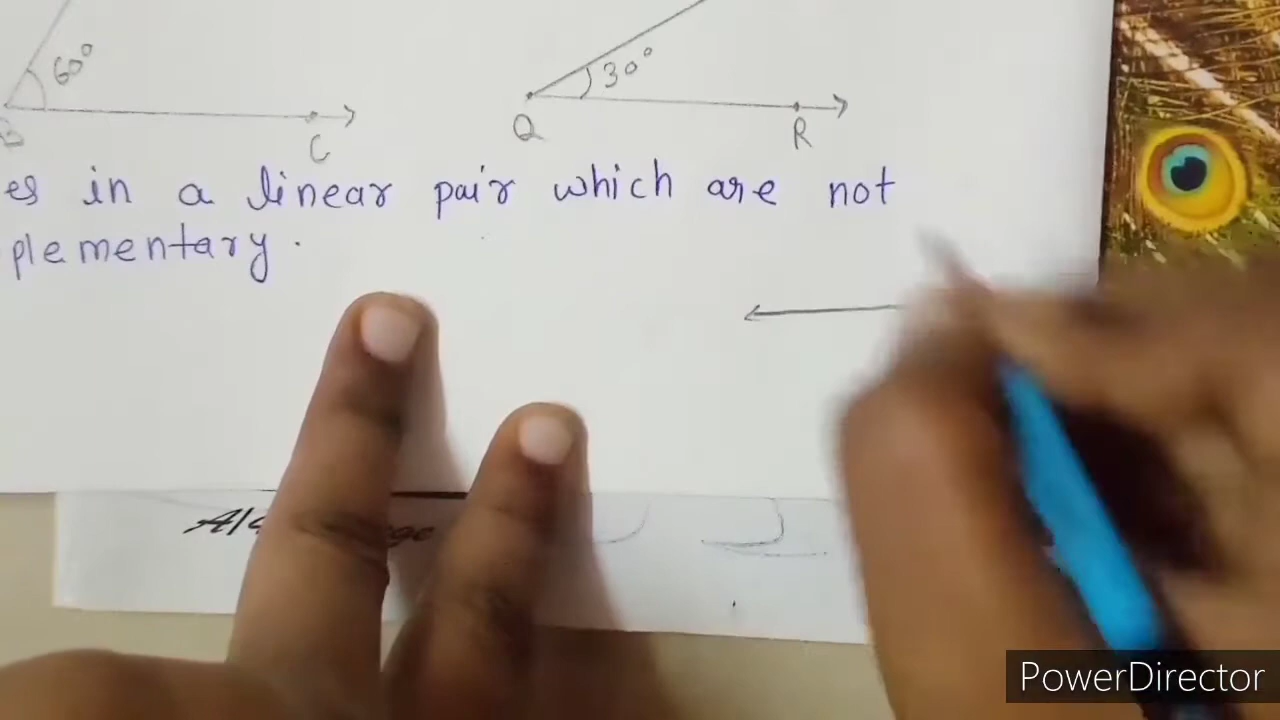 60°
30°
B
C
Q
R
es in a linear pair which are not
plementary.
PowerDirector